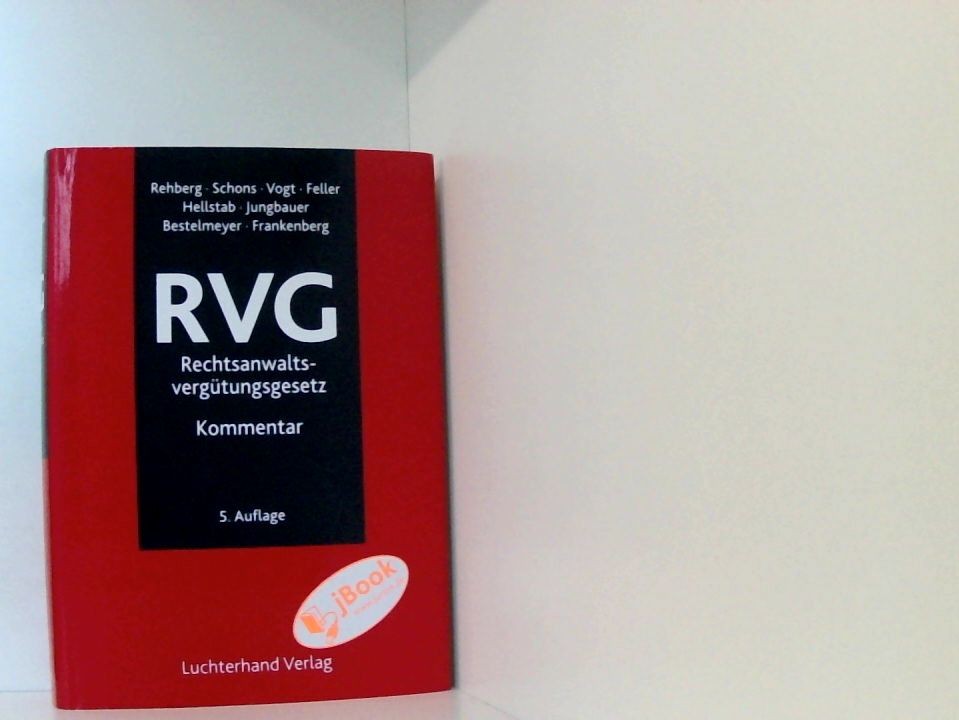 Rehberg · Schons · Vogt · Feller
Hellstab · Jungbauer
Bestelmeyer · Frankenberg
RVG
Rechtsanwalts-
vergütungsgesetz
Kommentar
5. Auflage
jBook
Luchterhand Verlag